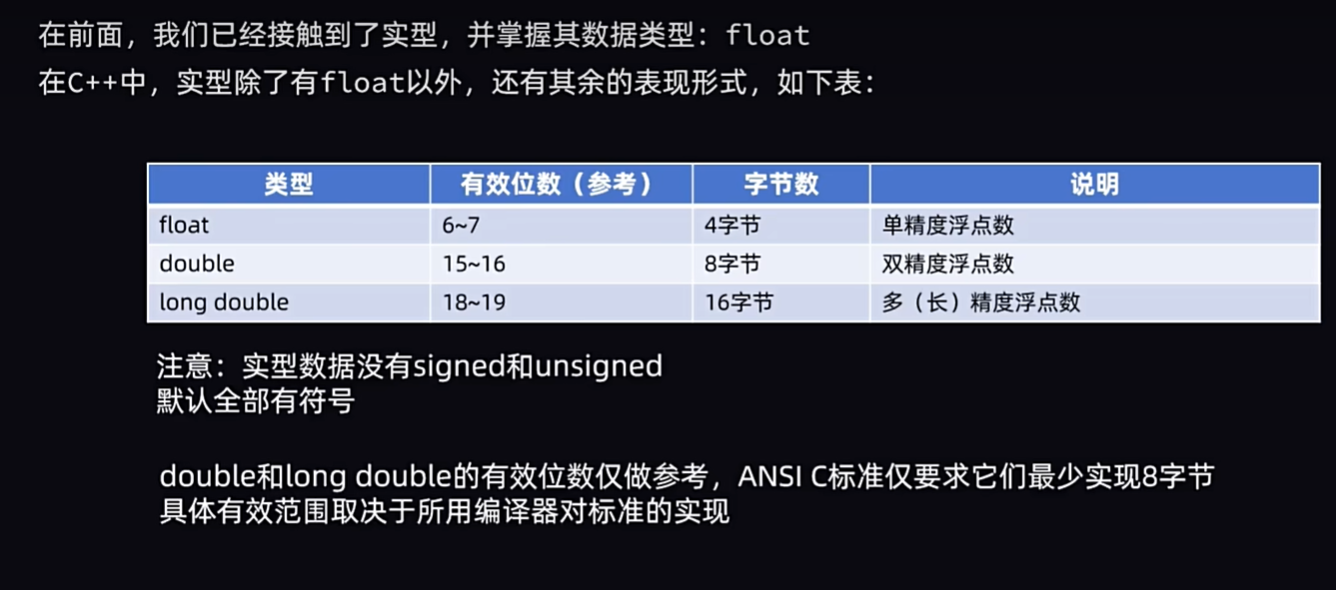 在前面，我们已经接触到了实型，并掌握其数据类型：float
在C++中，实型除了有float以外，还有其余的表现形式，如下表：
类型 有效位数（参考） 字节数 说明
float 6~7 4字节 单精度浮点数
double 15~16 8字节 双精度浮点数
long double 18~19 16字节 多（长）精度浮点数
注意：实型数据没有signed和unsigned
默认全部有符号
double和long double的有效位数仅做参考，ANSI C标准仅要求它们最少实现8字节
具体有效范围取决于所用编译器对标准的实现